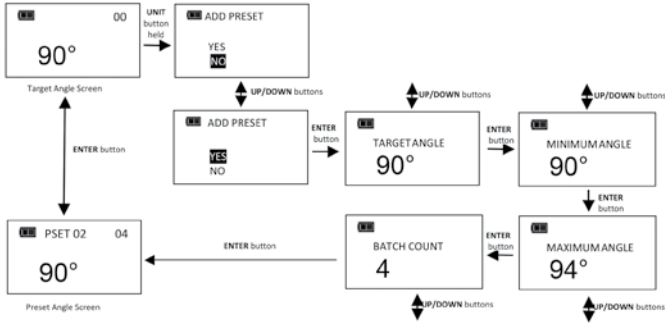 00
90°
Target Angle Screen
UNIT
button
held
ADD PRESET
YES
NO
UP/DOWN buttons
ADD PRESET
YES
NO
ENTER
button
UP/DOWN buttons
TARGET ANGLE
90°
ENTER
button
UP/DOWN buttons
MINIMUM ANGLE
90°
ENTER
button
MAXIMUM ANGLE
94°
UP/DOWN buttons
ENTER
button
BATCH COUNT
4
UP/DOWN buttons
ENTER button
PSET 02 04
90°
Preset Angle Screen
ENTER button